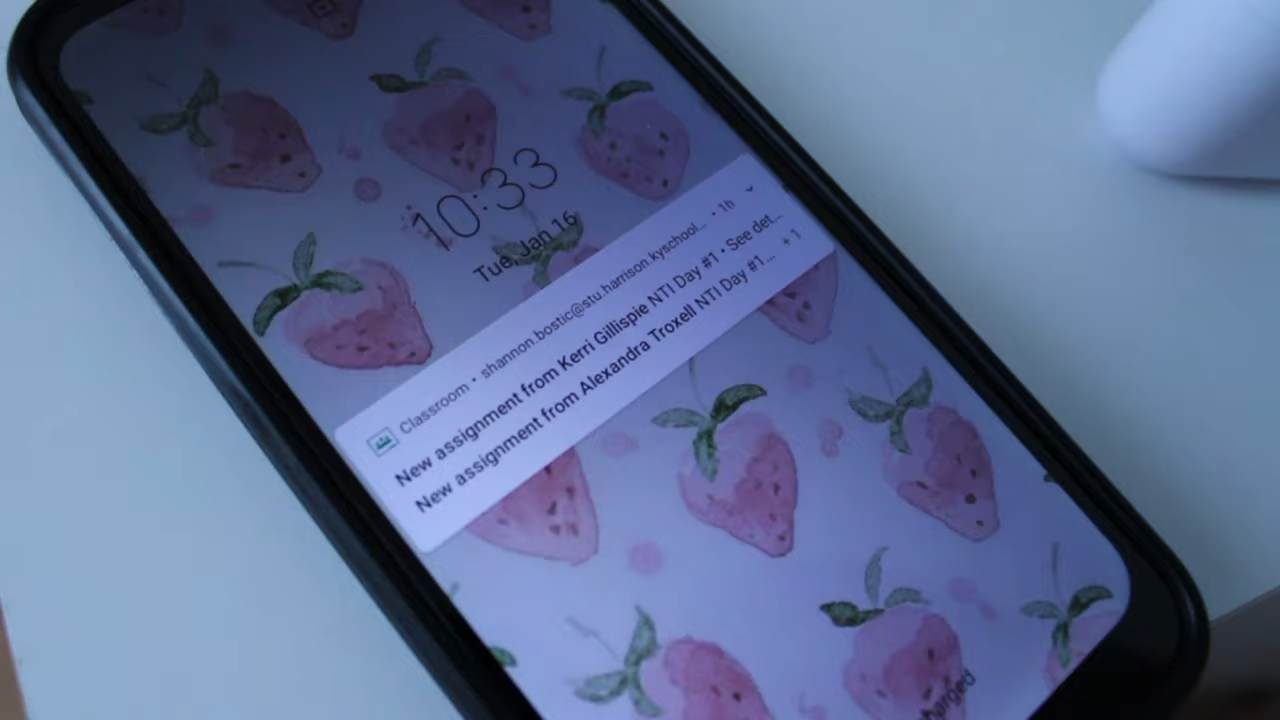 10:33
Tue, Jan 16
Classroom • shannon.bostic@stu.harrison.kyschool... • 1h
New assignment from Kerri Gillispie NTI Day #1 • See det...
New assignment from Alexandra Troxell NTI Day #1... +1
charged